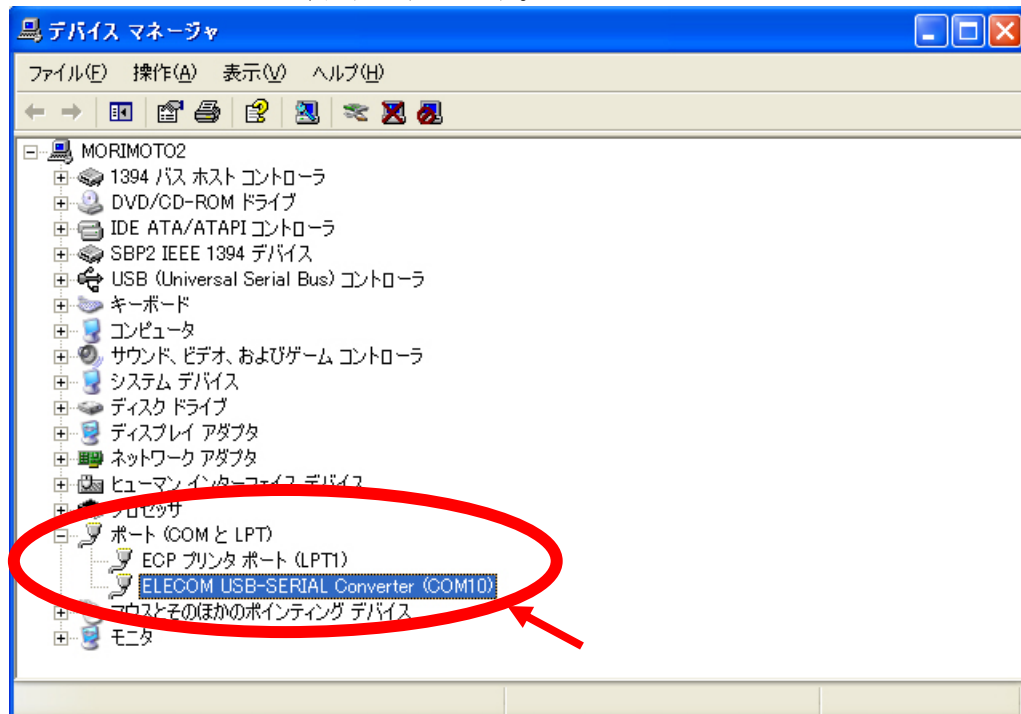 デバイス マネージャ
ファイル(F) 操作(A) 表示(V) ヘルプ(H)
MORIMOTO2
1394 バス ホスト コントローラ
DVD/CD-ROM ドライブ
IDE ATA/ATAPI コントローラ
SBP2 IEEE 1394 デバイス
USB (Universal Serial Bus) コントローラ
キーボード
コンピュータ
サウンド、ビデオ、およびゲーム コントローラ
システム デバイス
ディスク ドライブ
ディスプレイ アダプタ
ネットワーク アダプタ
ヒューマン インターフェイス デバイス
プロセッサ
ポート (COM と LPT)
ECP プリンタ ポート (LPT1)
ELECOM USB-SERIAL Converter (COM10)
マウスとそのほかのポインティング デバイス
モニタ